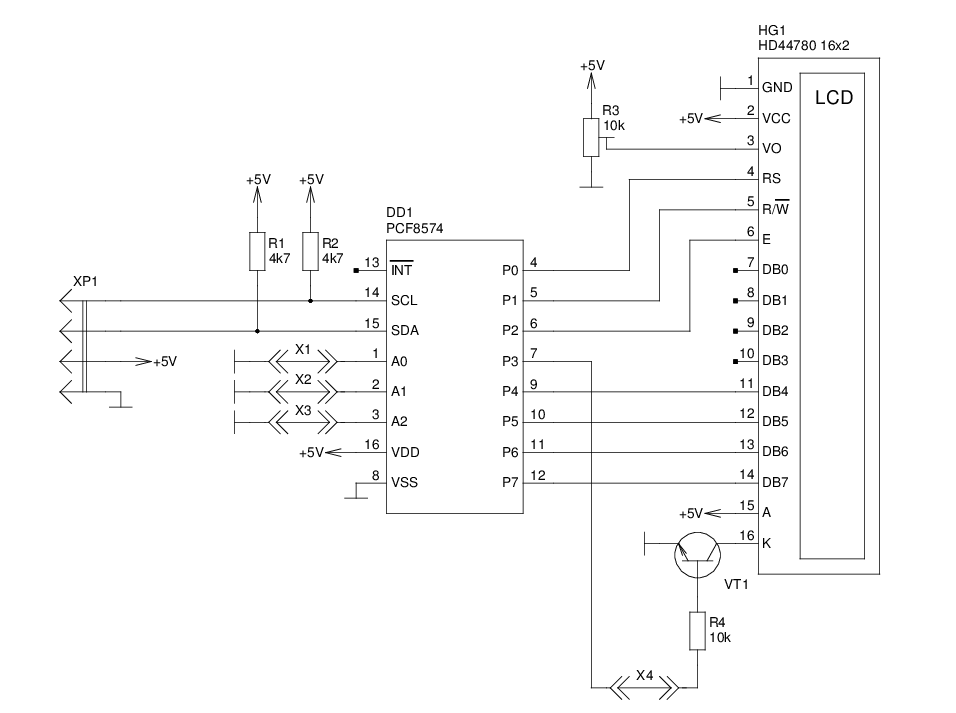 HG1
HD44780 16x2
LCD
1 GND
+5V 2 VCC
3 VO
4 RS
5 R/W
6 E
7 DB0
8 DB1
9 DB2
10 DB3
11 DB4
12 DB5
13 DB6
14 DB7
+5V 15 A
16 K
+5V
R3
10k
+5V
R1
4k7
+5V
R2
4k7
DD1
PCF8574
13 INT
14 SCL
15 SDA
1 A0
2 A1
3 A2
+5V 16 VDD
8 VSS
P0 4
P1 5
P2 6
P3 7
P4 9
P5 10
P6 11
P7 12
XP1
+5V
X1
X2
X3
VT1
R4
10k
X4